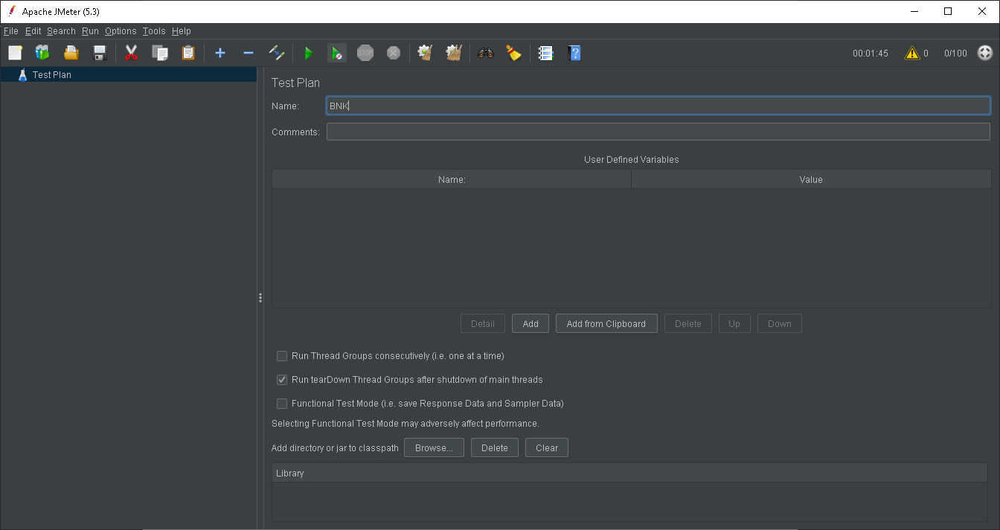 Apache JMeter (5.3)
File Edit Search Run Options Tools Help
STOP 00:01:45 0 0/100
Test Plan
Test Plan
Name: BNK
Comments:
User Defined Variables
Name: Value
Detail Add Add from Clipboard Delete Up Down
Run Thread Groups consecutively (i.e. one at a time)
Run tearDown Thread Groups after shutdown of main threads
Functional Test Mode (i.e. save Response Data and Sampler Data)
Selecting Functional Test Mode may adversely affect performance.
Add directory or jar to classpath Browse... Delete Clear
Library